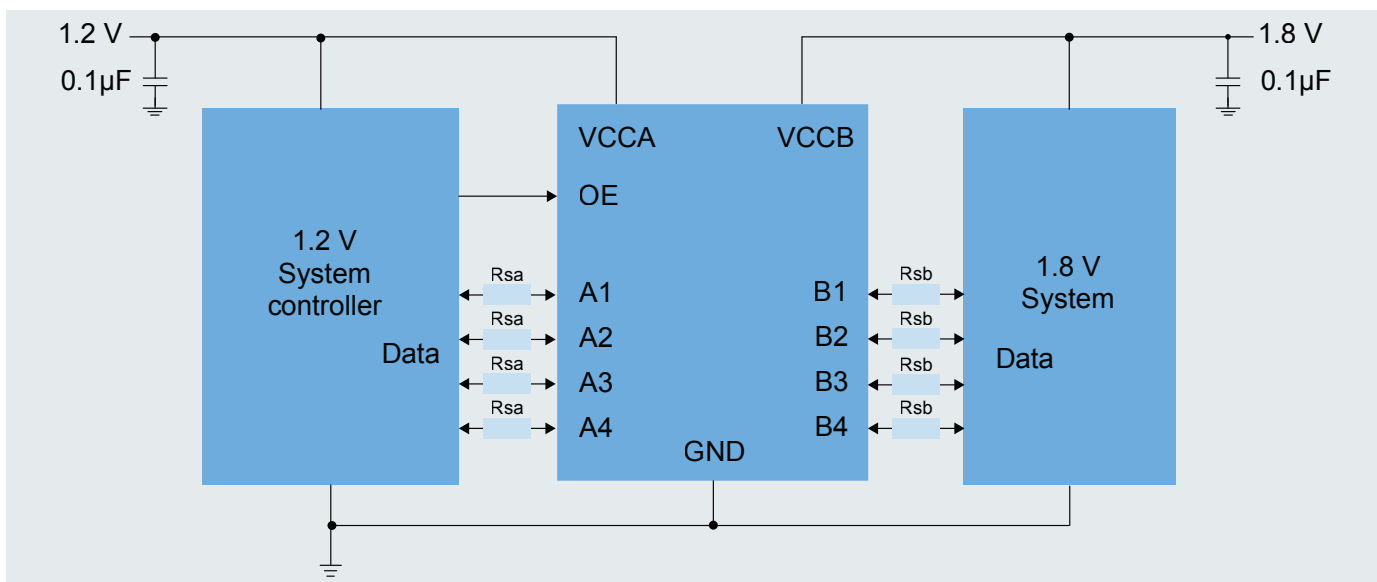 1.2 V
1.8 V
0.1µF
0.1µF
VCCA
VCCB
OE
1.2 V
System
controller
Data
Rsa
Rsa
Rsa
Rsa
A1
A2
A3
A4
GND
B1
B2
B3
B4
Rsb
Rsb
Rsb
Rsb
1.8 V
System
Data